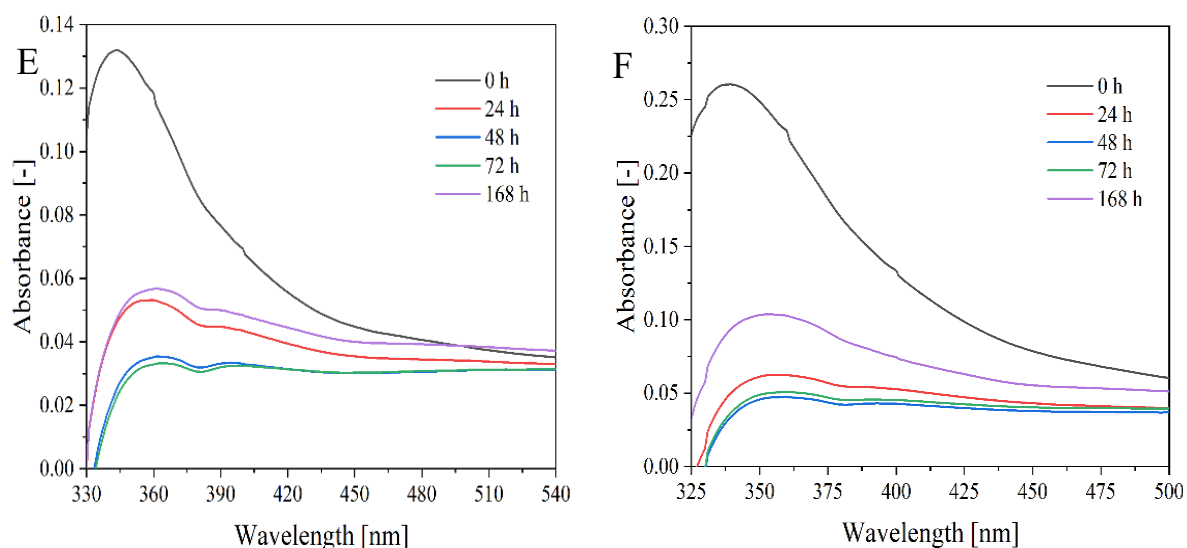 E
0.14
0.12
0.10
0.08
0.06
0.04
0.02
0.00
Absorbance [-]
0 h
24 h
48 h
72 h
168 h
330 360 390 420 450 480 510 540
Wavelength [nm]
F
0.30
0.25
0.20
0.15
0.10
0.05
0.00
Absorbance [-]
0 h
24 h
48 h
72 h
168 h
325 350 375 400 425 450 475 500
Wavelength [nm]